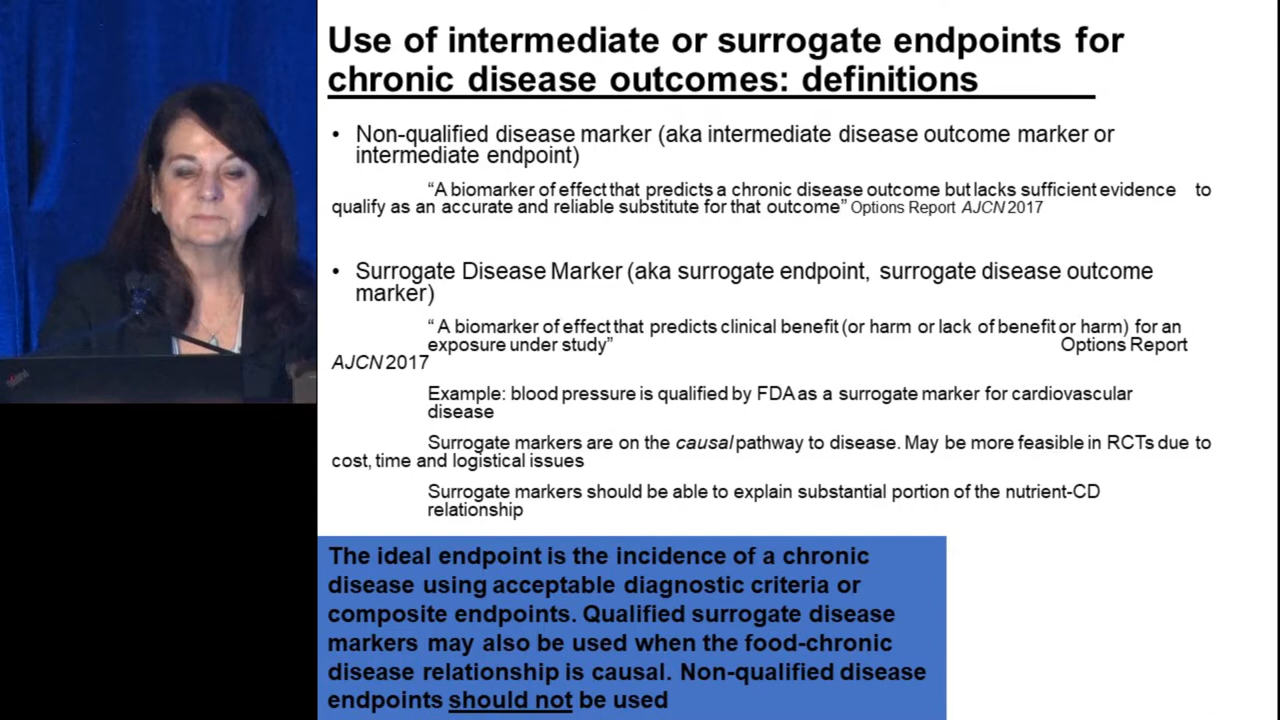 Use of intermediate or surrogate endpoints for
chronic disease outcomes: definitions
• Non-qualified disease marker (aka intermediate disease outcome marker or
intermediate endpoint)
“A biomarker of effect that predicts a chronic disease outcome but lacks sufficient evidence to
qualify as an accurate and reliable substitute for that outcome” Options Report AJCN 2017
• Surrogate Disease Marker (aka surrogate endpoint, surrogate disease outcome
marker)
“ A biomarker of effect that predicts clinical benefit (or harm or lack of benefit or harm) for an
exposure under study” Options Report
AJCN 2017
Example: blood pressure is qualified by FDA as a surrogate marker for cardiovascular
disease
Surrogate markers are on the causal pathway to disease. May be more feasible in RCTs due to
cost, time and logistical issues
Surrogate markers should be able to explain substantial portion of the nutrient-CD
relationship
The ideal endpoint is the incidence of a chronic
disease using acceptable diagnostic criteria or
composite endpoints. Qualified surrogate disease
markers may also be used when the food-chronic
disease relationship is causal. Non-qualified disease
endpoints should not be used